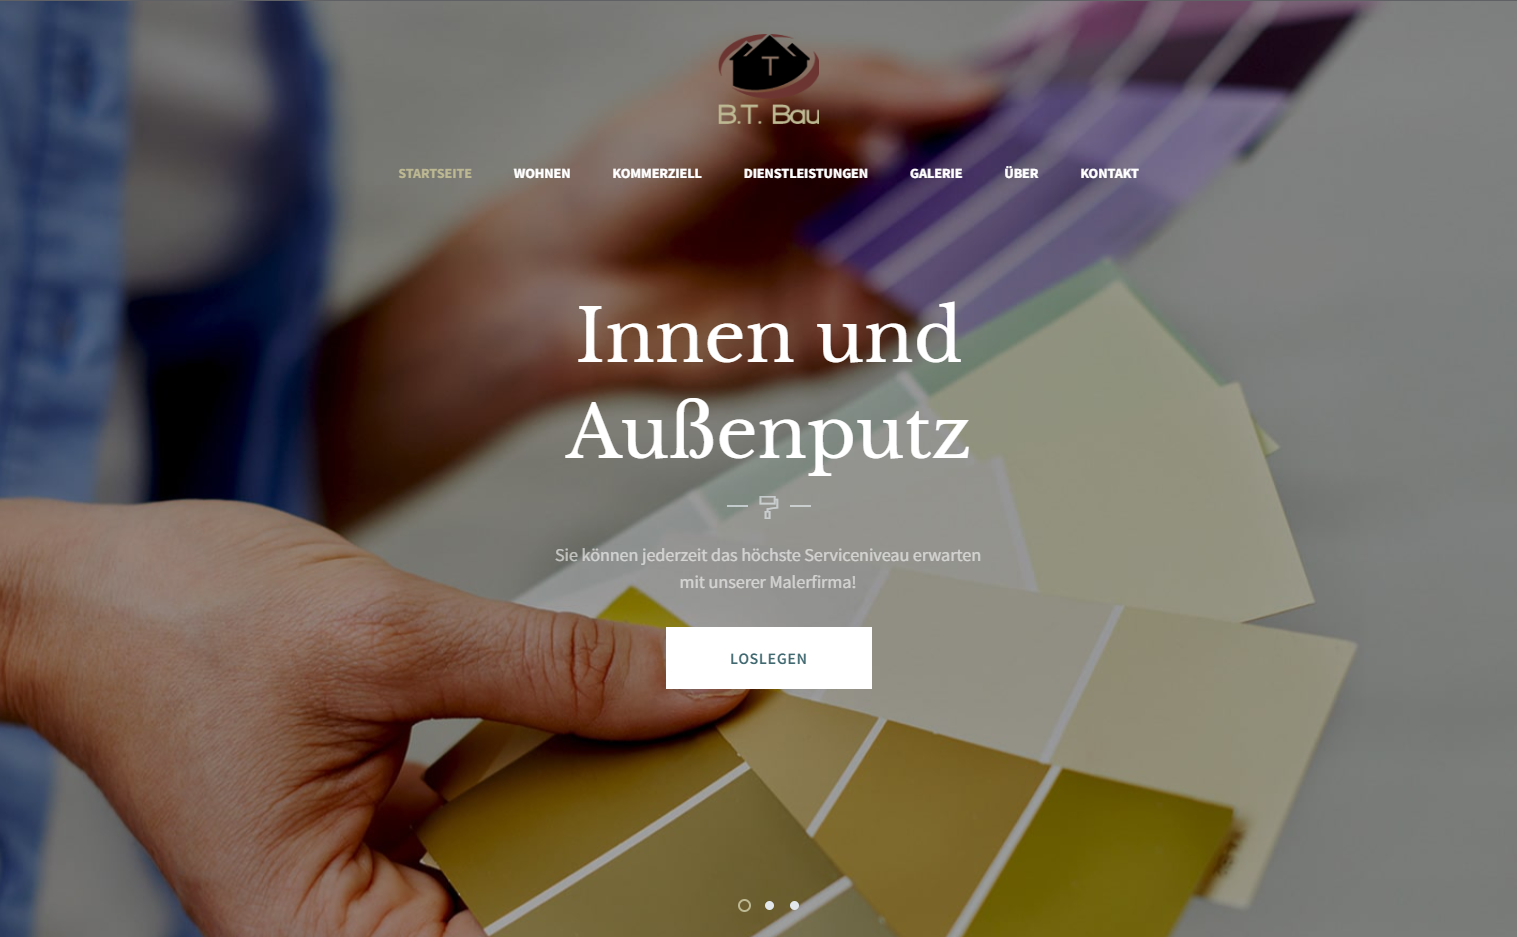 T
B.T. Bau
STARTSEITE WOHNEN KOMMERZIELL DIENSTLEISTUNGEN GALERIE ÜBER KONTAKT
Innen und
Außenputz
Sie können jederzeit das höchste Serviceniveau erwarten
mit unserer Malerfirma!
LOSLEGEN